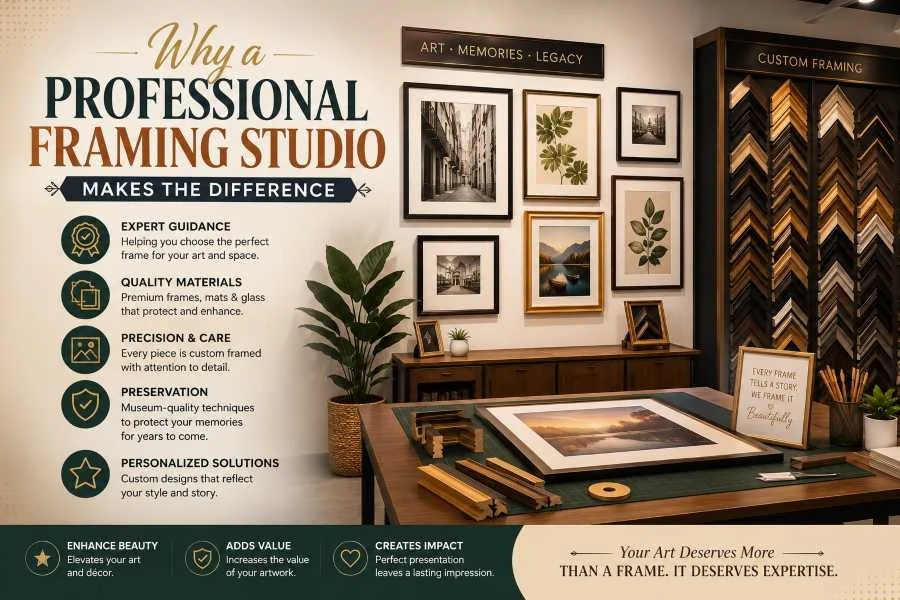 Why a
PROFESSIONAL
FRAMING STUDIO
MAKES THE DIFFERENCE
EXPERT GUIDANCE
Helping you choose the perfect
frame for your art and space.
QUALITY MATERIALS
Premium frames, mats & glass
that protect and enhance.
PRECISION & CARE
Every piece is custom framed
with attention to detail.
PRESERVATION
Museum-quality techniques
to protect your memories
for years to come.
PERSONALIZED SOLUTIONS
Custom designs that reflect
your style and story.
ART · MEMORIES · LEGACY
CUSTOM FRAMING
EVERY FRAME
TELLS A STORY.
WE FRAME IT
Beautifully
ENHANCE BEAUTY
Elevates your art
and décor.
ADDS VALUE
Increases the value
of your artwork.
CREATES IMPACT
Perfect presentation
leaves a lasting impression.
Your Art Deserves More
THAN A FRAME. IT DESERVES EXPERTISE.